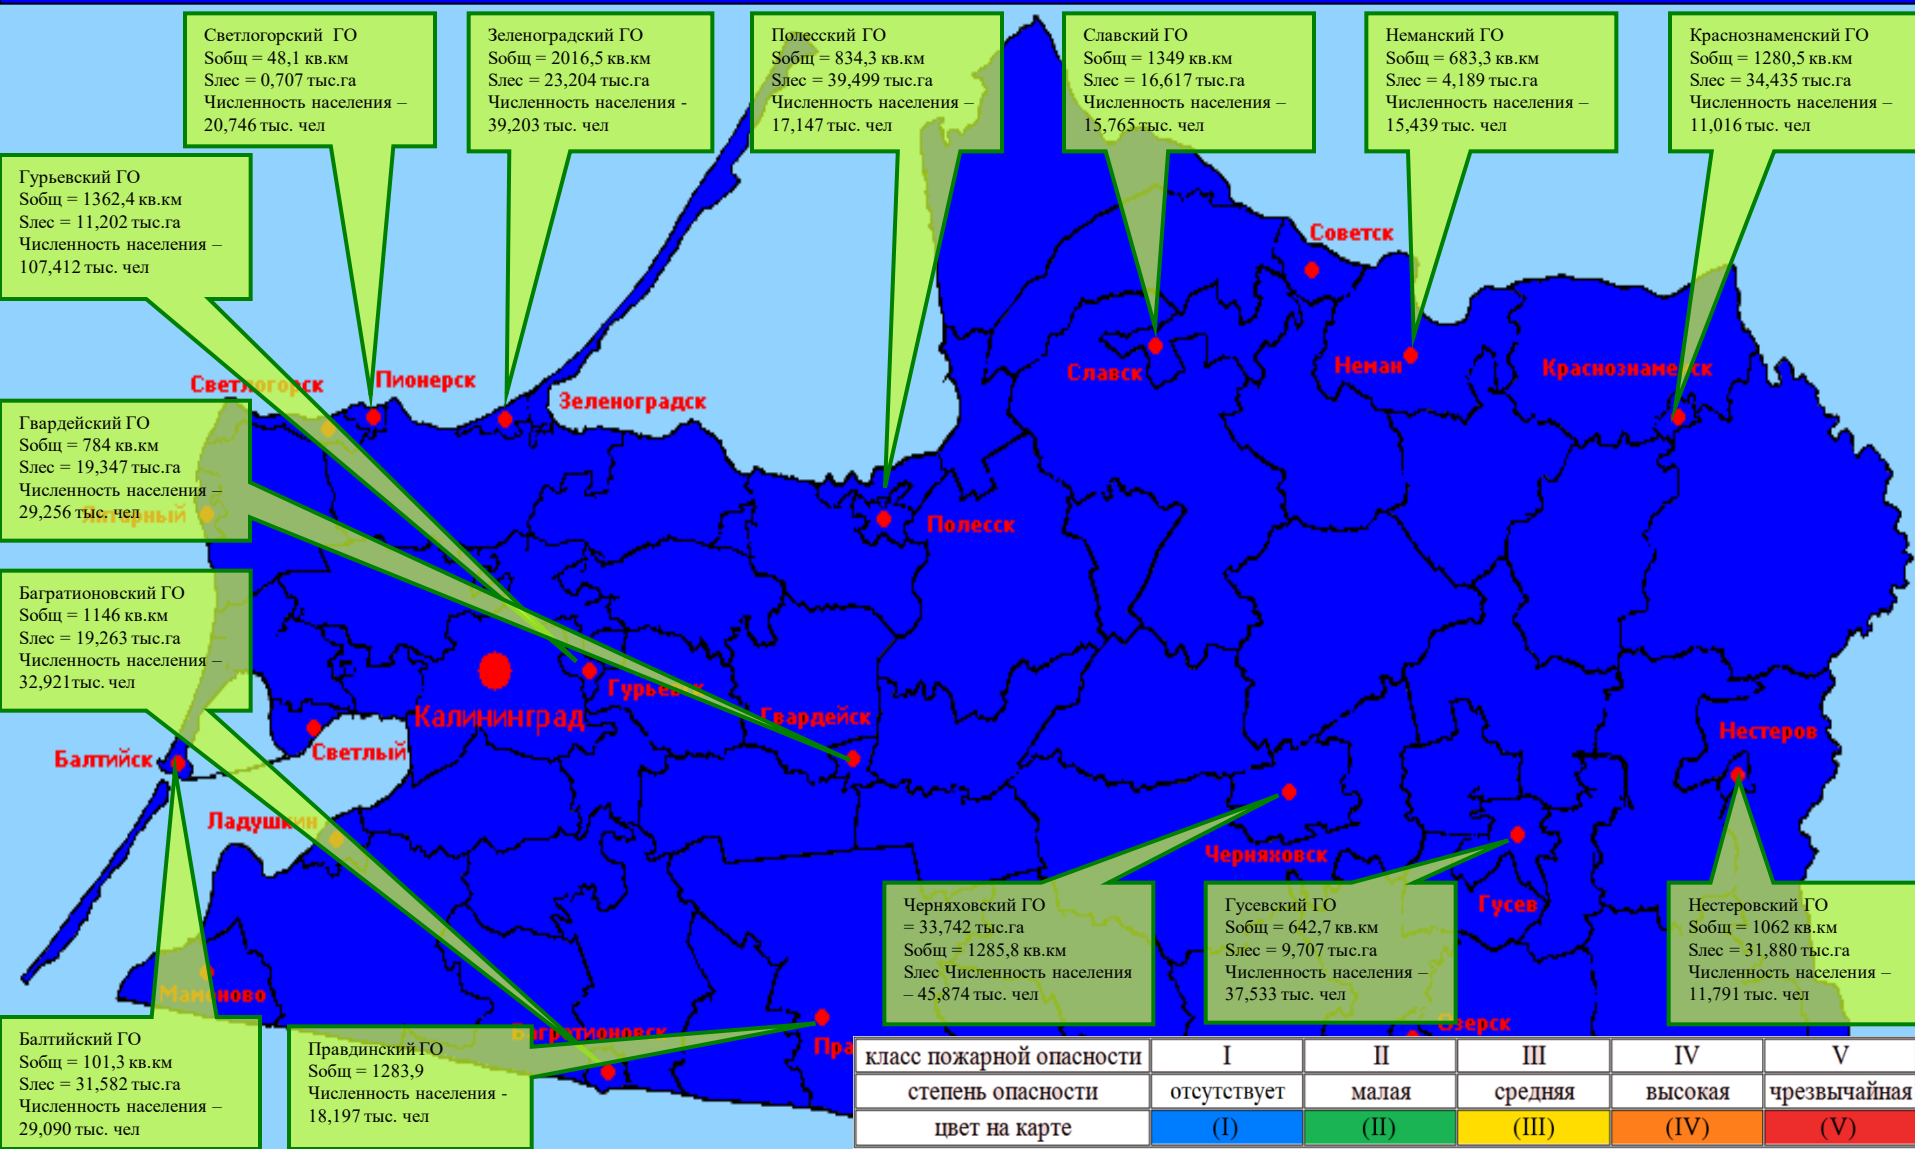 Светлогорский ГО
Sобщ = 48,1 кв.км
Sлес = 0,707 тыс.га
Численность населения –
20,746 тыс. чел
Зеленоградский ГО
Sобщ = 2016,5 кв.км
Sлес = 23,204 тыс.га
Численность населения -
39,203 тыс. чел
Полесский ГО
Sобщ = 834,3 кв.км
Sлес = 39,499 тыс.га
Численность населения –
17,147 тыс. чел
Славский ГО
Sобщ = 1349 кв.км
Sлес = 16,617 тыс.га
Численность населения –
15,765 тыс. чел
Неманский ГО
Sобщ = 683,3 кв.км
Sлес = 4,189 тыс.га
Численность населения –
15,439 тыс. чел
Краснознаменский ГО
Sобщ = 1280,5 кв.км
Sлес = 34,435 тыс.га
Численность населения –
11,016 тыс. чел
Гурьевский ГО
Sобщ = 1362,4 кв.км
Sлес = 11,202 тыс.га
Численность населения –
107,412 тыс. чел
Советск
Славск
Неман
Краснознаменск
Светлогорск
Пионерск
Зеленоградск
Гвардейский ГО
Sобщ = 784 кв.км
Sлес = 19,347 тыс.га
Численность населения –
29,256 тыс. чел
Янтарный
Полесск
Багратионовский ГО
Sобщ = 1146 кв.км
Sлес = 19,263 тыс.га
Численность населения –
32,921тыс. чел
Гурьевск
Калининград
Гвардейск
Нестеров
Светлый
Балтийск
Ладушкин
Черняховск
Гусев
Черняховский ГО
= 33,742 тыс.га
Sобщ = 1285,8 кв.км
Sлес Численность населения
– 45,874 тыс. чел
Гусевский ГО
Sобщ = 642,7 кв.км
Sлес = 9,707 тыс.га
Численность населения –
37,533 тыс. чел
Нестеровский ГО
Sобщ = 1062 кв.км
Sлес = 31,880 тыс.га
Численность населения –
11,791 тыс. чел
Мамоново
Багратионовск
Озерск
Пра
Балтийский ГО
Sобщ = 101,3 кв.км
Sлес = 31,582 тыс.га
Численность населения –
29,090 тыс. чел
Правдинский ГО
Sобщ = 1283,9
Численность населения -
18,197 тыс. чел
класс пожарной опасности I II III IV V
степень опасности отсутствует малая средняя высокая чрезвычайная
цвет на карте (I) (II) (III) (IV) (V)